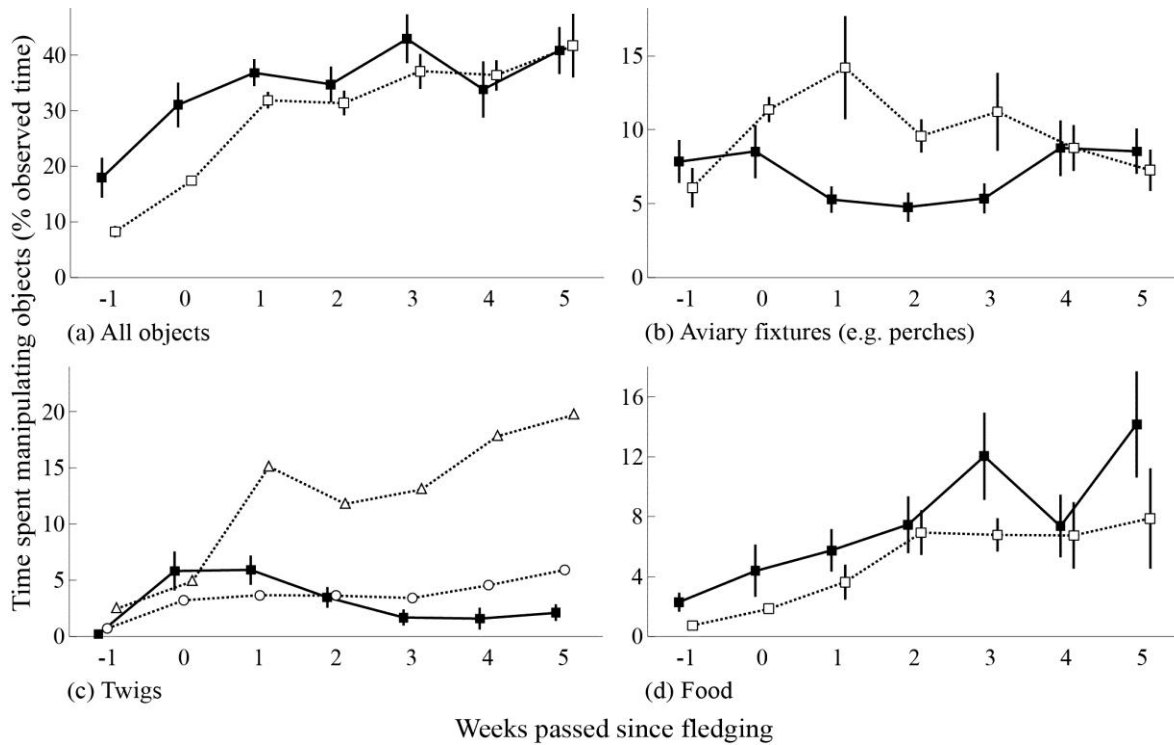 Time spent manipulating objects (% observed time)
40
30
20
10
0
-1 0 1 2 3 4 5
(a) All objects
15
10
5
0
-1 0 1 2 3 4 5
(b) Aviary fixtures (e.g. perches)
20
15
10
5
0
-1 0 1 2 3 4 5
(c) Twigs
16
12
8
4
0
-1 0 1 2 3 4 5
(d) Food
Weeks passed since fledging